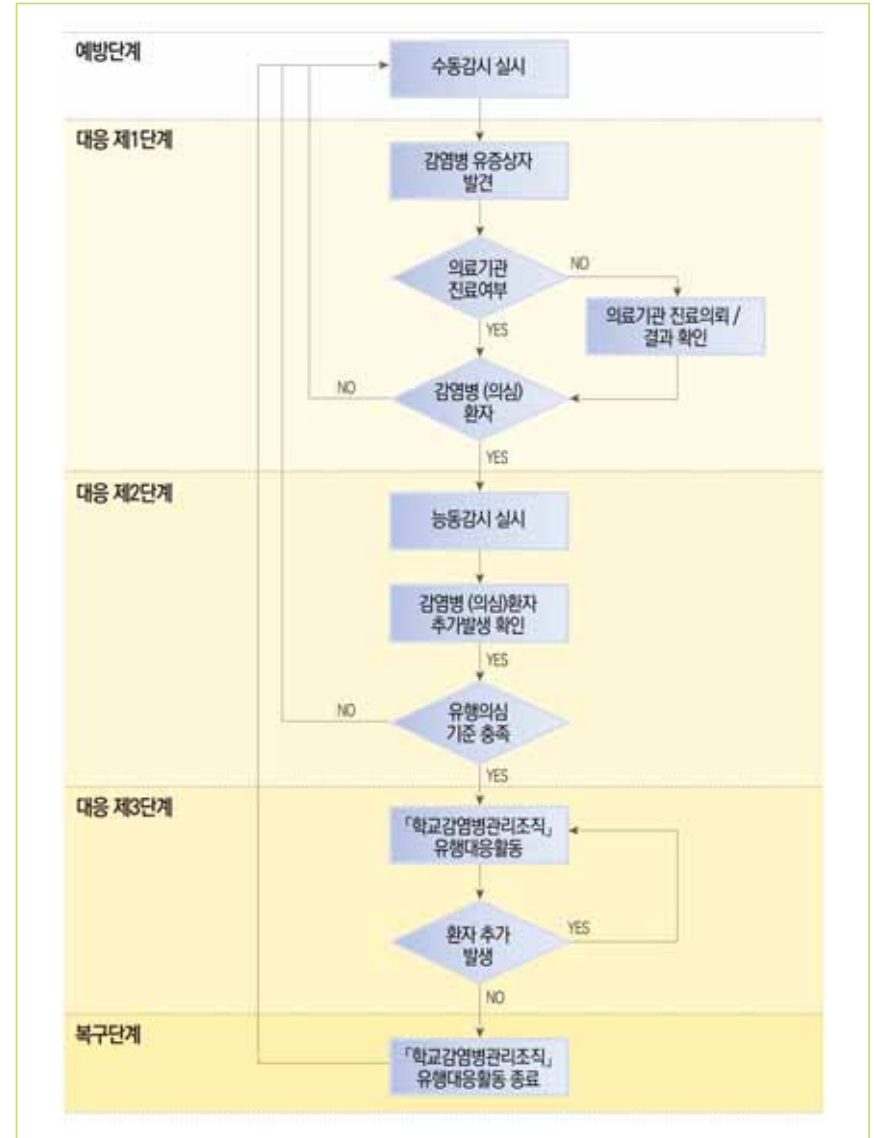 예방단계
수동감시 실시
대응 제1단계
감염병 유증상자
발견
의료기관
진료여부
NO
의료기관 진료의뢰 /
결과 확인
YES
NO
감염병 (의심)
환자
YES
대응 제2단계
능동감시 실시
감염병 (의심)환자
추가발생 확인
YES
NO
유행의심
기준 충족
YES
대응 제3단계
「학교감염병관리조직」
유행대응활동
환자 추가
발생
YES
NO
복구단계
「학교감염병관리조직」
유행대응활동 종료